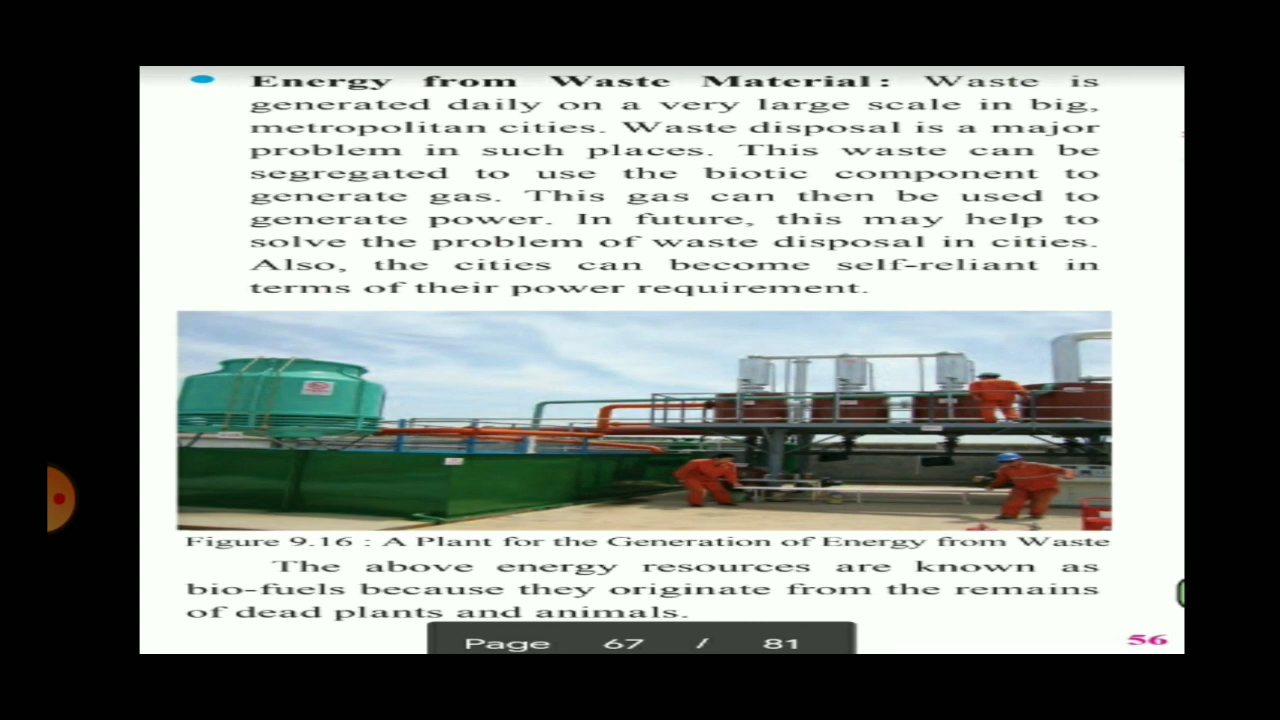 Energy from Waste Material: Waste is
generated daily on a very large scale in big,
metropolitan cities. Waste disposal is a major
problem in such places. This waste can be
segregated to use the biotic component to
generate gas. This gas can then be used to
generate power. In future, this may help to
solve the problem of waste disposal in cities.
Also, the cities can become self-reliant in
terms of their power requirement.
Figure 9.16 : A Plant for the Generation of Energy from Waste
The above energy resources are known as
bio-fuels because they originate from the remains
of dead plants and animals.
Page 67 / 81
56